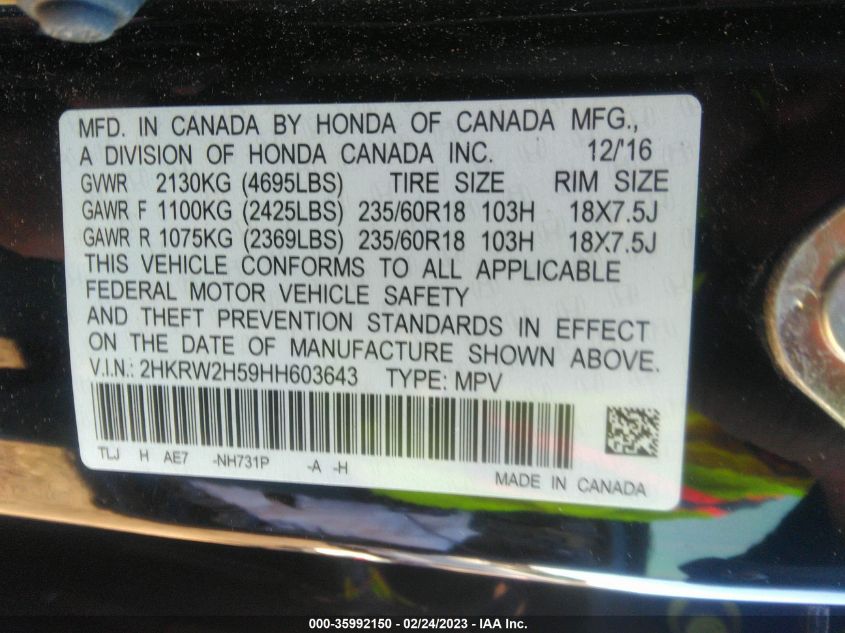 MFD. IN CANADA BY HONDA OF CANADA MFG.,
A DIVISION OF HONDA CANADA INC. 12/'16
GVWR 2130KG (4695LBS) TIRE SIZE RIM SIZE
GAWR F 1100KG (2425LBS) 235/60R18 103H 18X7.5J
GAWR R 1075KG (2369LBS) 235/60R18 103H 18X7.5J
THIS VEHICLE CONFORMS TO ALL APPLICABLE
FEDERAL MOTOR VEHICLE SAFETY
AND THEFT PREVENTION STANDARDS IN EFFECT
ON THE DATE OF MANUFACTURE SHOWN ABOVE.
V.I.N.: 2HKRW2H59HH603643 TYPE: MPV
TLJ H AE7 -NH731P -A -H
MADE IN CANADA
000-35992150 - 02/24/2023 - IAA Inc.